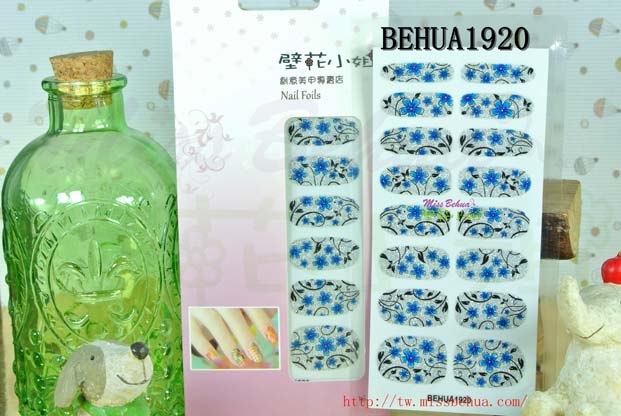 BEHUA1920
壁花小姐
創意美甲專賣店
Nail Foils
Miss Behua
BEHUA1920
http://tw.missbehua.com/